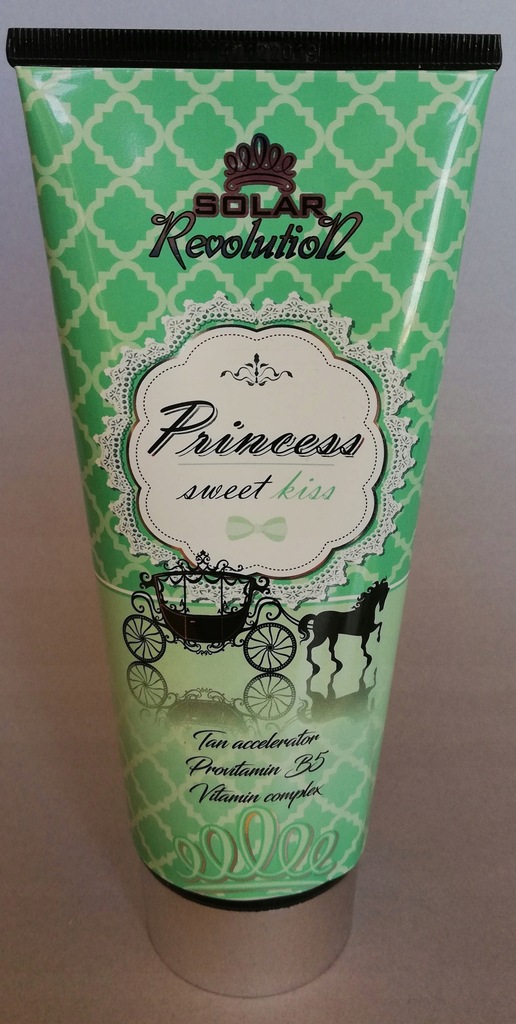 SOLAR
Revolution
Princess
sweet kiss
Tan accelerator
Provitamin B5
Vitamin complex